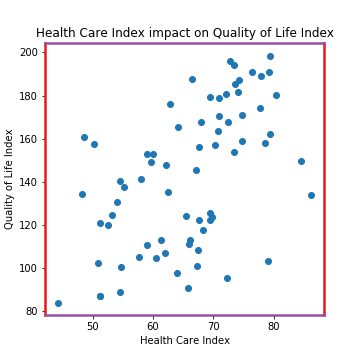 Health Care Index impact on Quality of Life Index
200
180
160
140
120
100
80
Quality of Life Index
50 60 70 80
Health Care Index